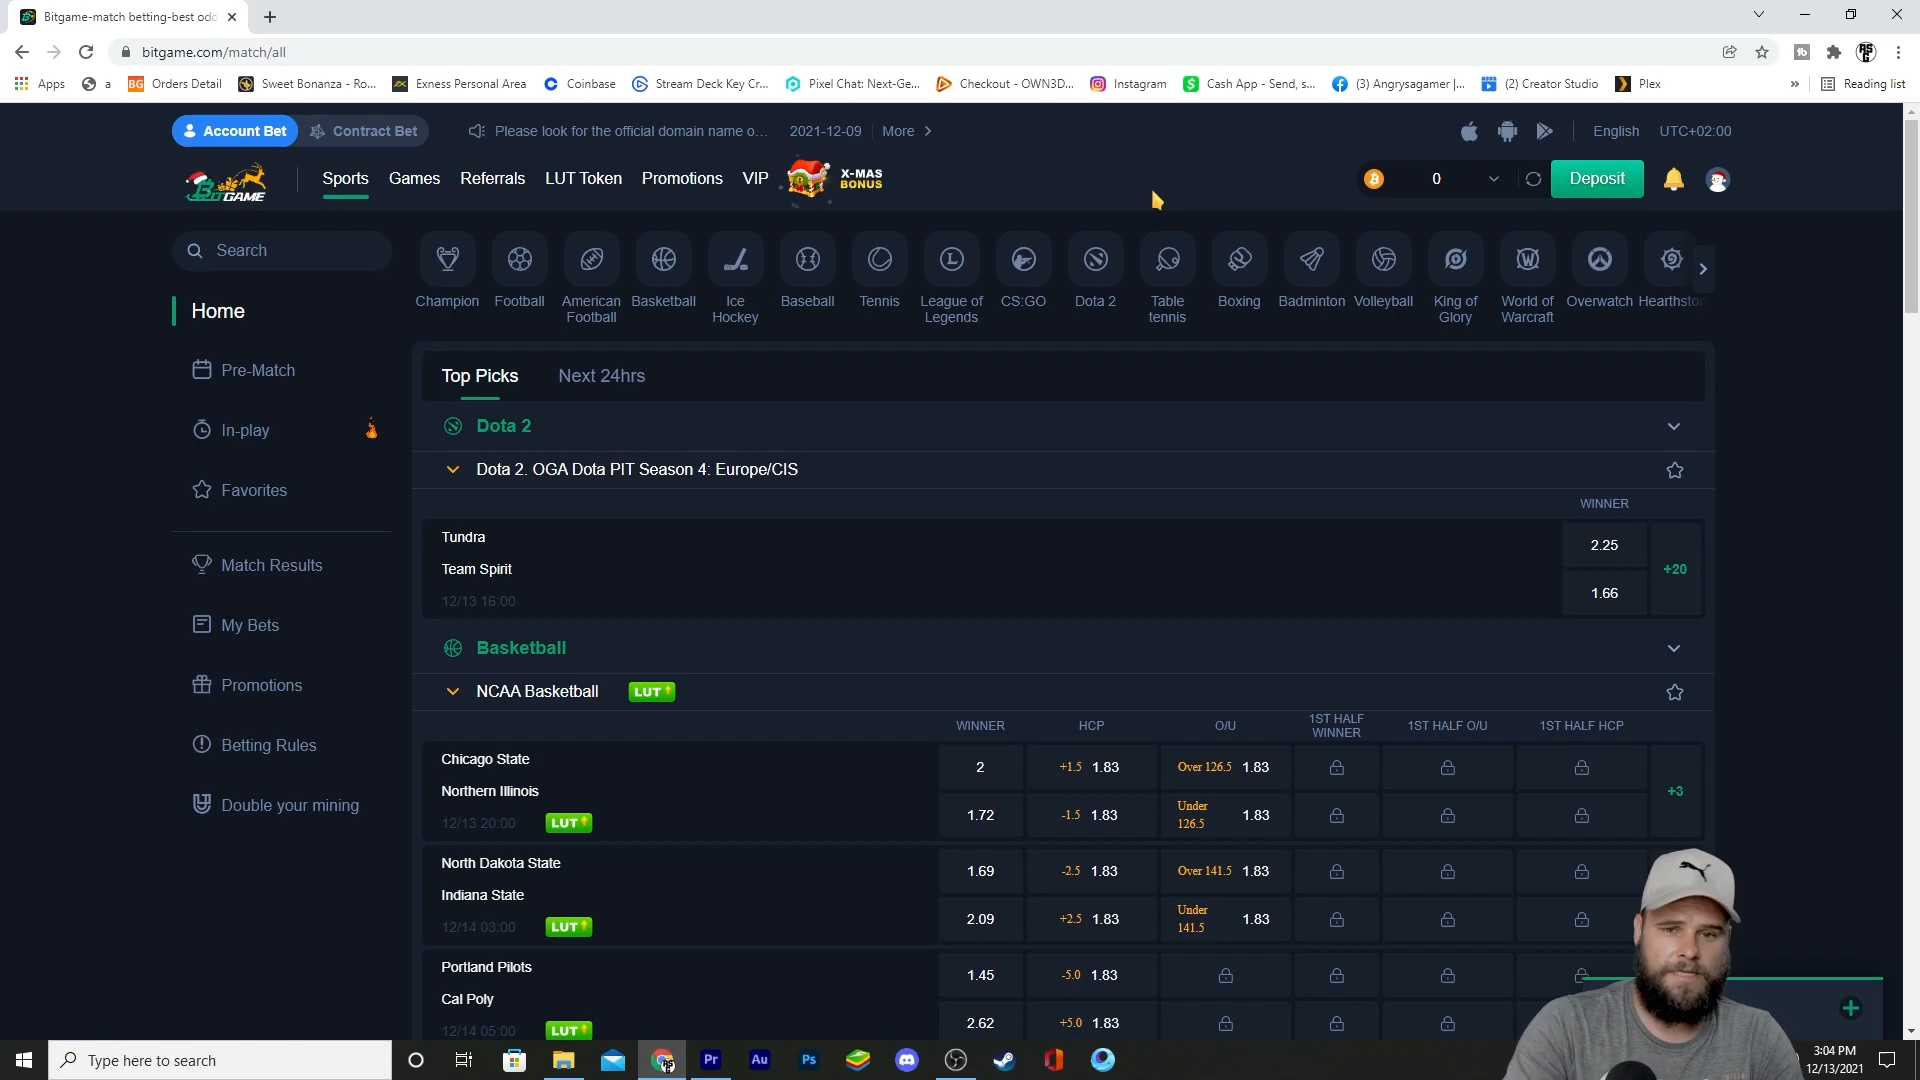 Bitgame-match betting-best odd
bitgame.com/match/all
Apps
a
Orders Detail
Sweet Bonanza - Ro...
Exness Personal Area
Coinbase
Stream Deck Key Cr...
Pixel Chat: Next-Ge...
Checkout - OWN3D...
Instagram
Cash App - Send, s...
(3) Angrysagamer |...
(2) Creator Studio
Plex
»
Reading list
Account Bet
Contract Bet
Please look for the official domain name o...
2021-12-09
More
English
UTC+02:00
BITGAME
Sports
Games
Referrals
LUT Token
Promotions
VIP
X-MAS
BONUS
0
Deposit
Search
Champion
Football
American
Football
Basketball
Ice
Hockey
Baseball
Tennis
League of
Legends
CS:GO
Dota 2
Table
tennis
Boxing
Badminton
Volleyball
King of
Glory
World of
Warcraft
Overwatch
Hearthston
Home
Pre-Match
In-play
Favorites
Match Results
My Bets
Promotions
Betting Rules
Double your mining
Top Picks
Next 24hrs
Dota 2
Dota 2. OGA Dota PIT Season 4: Europe/CIS
WINNER
Tundra
2.25
Team Spirit
+20
12/13 16:00
1.66
Basketball
NCAA Basketball
LUT
WINNER
HCP
O/U
1ST HALF
WINNER
1ST HALF O/U
1ST HALF HCP
Chicago State
2
+1.5 1.83
Over 126.5 1.83
Northern Illinois
+3
12/13 20:00
LUT
1.72
-1.5 1.83
Under
126.5
1.83
North Dakota State
1.69
-2.5 1.83
Over 141.5 1.83
Indiana State
12/14 03:00
LUT
2.09
+2.5 1.83
Under
141.5
1.83
Portland Pilots
1.45
-5.0 1.83
Cal Poly
12/14 05:00
LUT
2.62
+5.0 1.83
Type here to search
Pr
Au
Ps
3:04 PM
12/13/2021